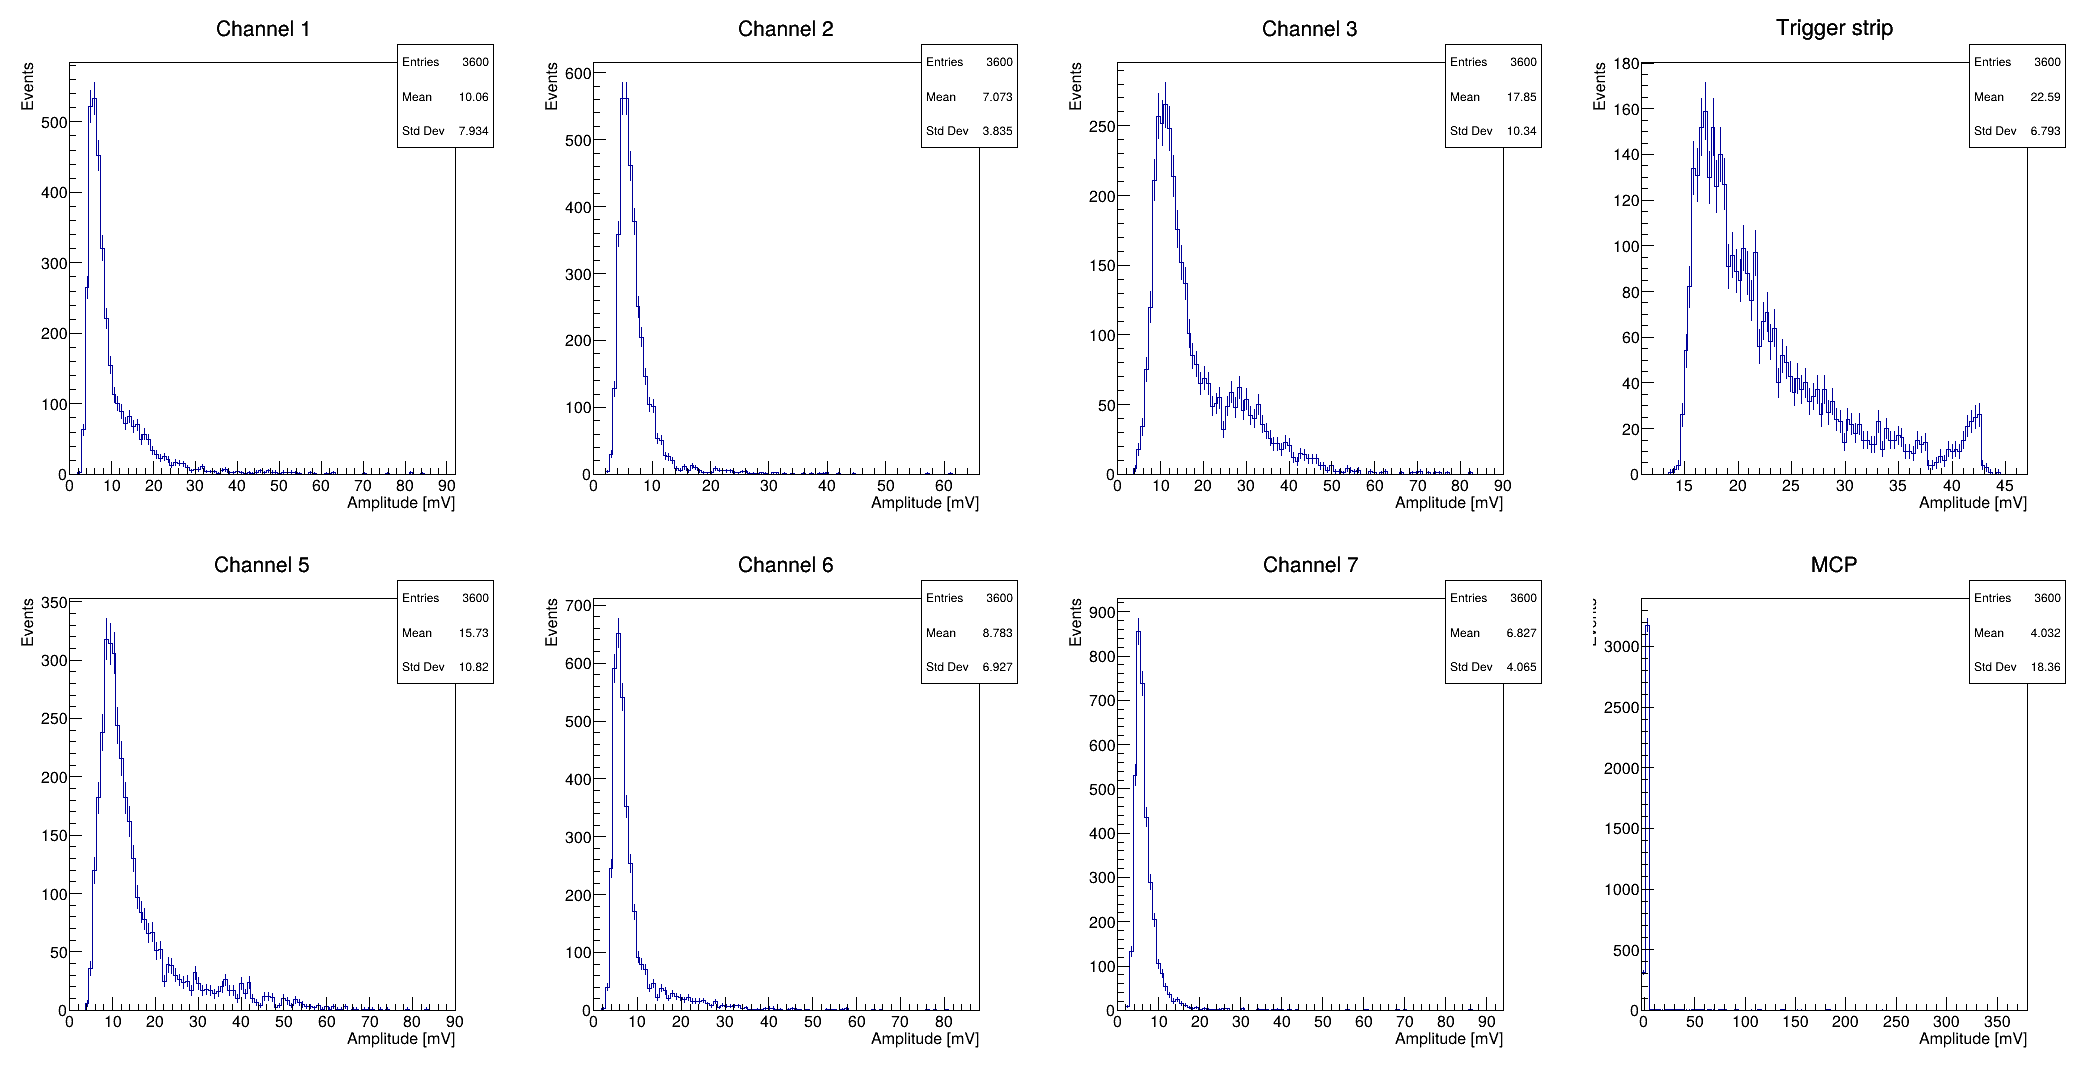 Channel 1
Entries 3600
Mean 10.06
Std Dev 7.934
Events
500
400
300
200
100
0
0 10 20 30 40 50 60 70 80 90
Amplitude [mV]
Channel 2
Entries 3600
Mean 7.073
Std Dev 3.835
Events
600
500
400
300
200
100
0
0 10 20 30 40 50 60
Amplitude [mV]
Channel 3
Entries 3600
Mean 17.85
Std Dev 10.34
Events
250
200
150
100
50
0
0 10 20 30 40 50 60 70 80 90
Amplitude [mV]
Trigger strip
Entries 3600
Mean 22.59
Std Dev 6.793
Events
180
160
140
120
100
80
60
40
20
0
15 20 25 30 35 40 45
Amplitude [mV]
Channel 5
Entries 3600
Mean 15.73
Std Dev 10.82
Events
350
300
250
200
150
100
50
0
0 10 20 30 40 50 60 70 80 90
Amplitude [mV]
Channel 6
Entries 3600
Mean 8.783
Std Dev 6.927
Events
700
600
500
400
300
200
100
0
0 10 20 30 40 50 60 70 80
Amplitude [mV]
Channel 7
Entries 3600
Mean 6.827
Std Dev 4.065
Events
900
800
700
600
500
400
300
200
100
0
0 10 20 30 40 50 60 70 80 90
Amplitude [mV]
MCP
Entries 3600
Mean 4.032
Std Dev 18.36
3000
2500
2000
1500
1000
500
0
0 50 100 150 200 250 300 350
Amplitude [mV]